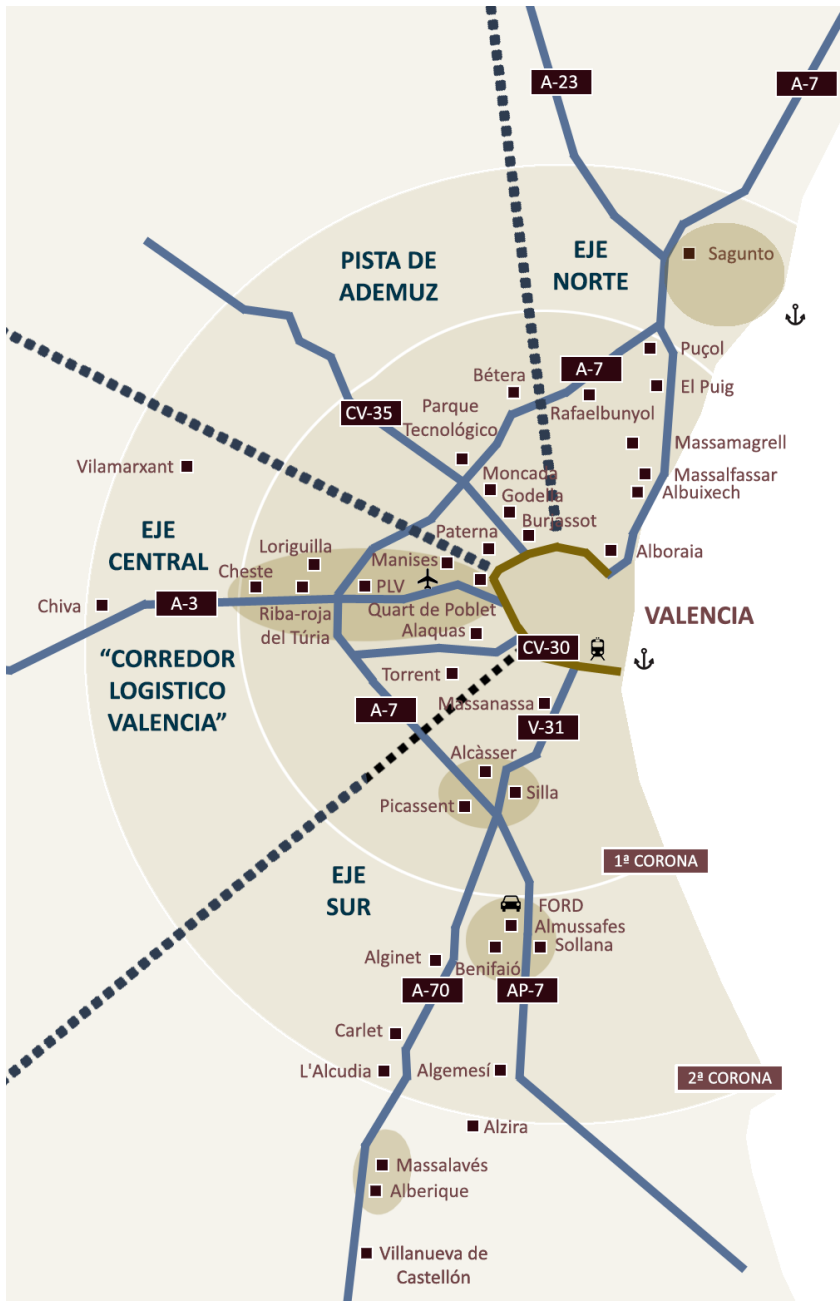 A-23
A-7
PISTA DE
ADEMUZ
EJE
NORTE
Sagunto
Puçol
A-7
El Puig
Bétera
Rafaelbunyol
CV-35
Parque
Tecnológico
Massamagrell
Vilamarxant
Moncada
Massalfassar
Godella
Albuixech
Burjassot
EJE
CENTRAL
Paterna
Loriguilla
Manises
Alboraia
Cheste
PLV
Chiva
A-3
Riba-roja
del Túria
Quart de Poblet
VALENCIA
Alaquas
CV-30
“CORREDOR
LOGISTICO
VALENCIA”
Torrent
A-7
Massanassa
V-31
Alcàsser
Silla
Picassent
1ª CORONA
EJE
SUR
FORD
Almussafes
Sollana
Alginet
Benifaió
A-70
AP-7
Carlet
L'Alcudia
Algemesí
2ª CORONA
Alzira
Massalavés
Alberique
Villanueva de
Castellón